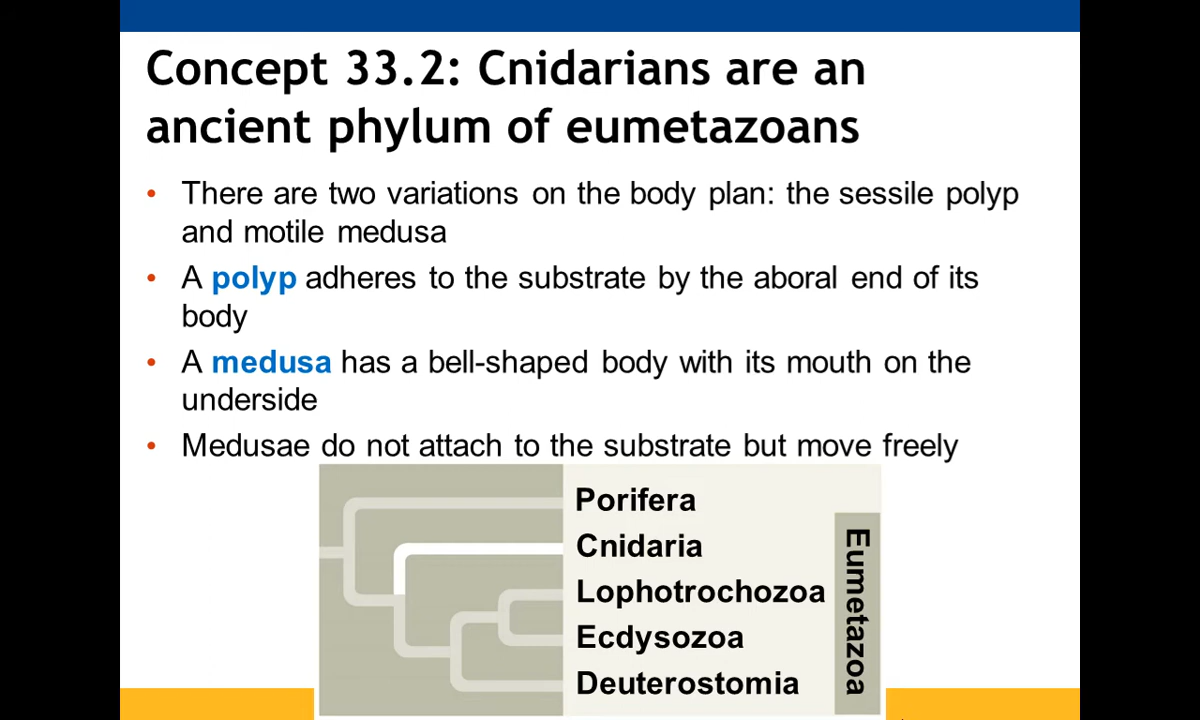 Concept 33.2: Cnidarians are an
ancient phylum of eumetazoans
• There are two variations on the body plan: the sessile polyp
and motile medusa
• A polyp adheres to the substrate by the aboral end of its
body
• A medusa has a bell-shaped body with its mouth on the
underside
• Medusae do not attach to the substrate but move freely
Porifera
Cnidaria
Lophotrochozoa
Ecdysozoa
Deuterostomia
Eumetazoa